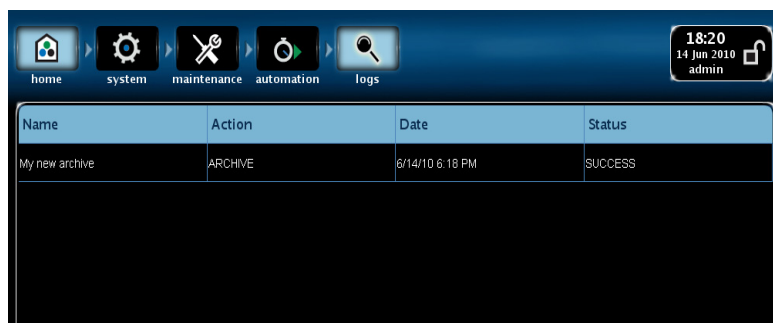 18:20
14 Jun 2010
admin
home system maintenance automation logs
Name Action Date Status
My new archive ARCHIVE 6/14/10 6:18 PM SUCCESS